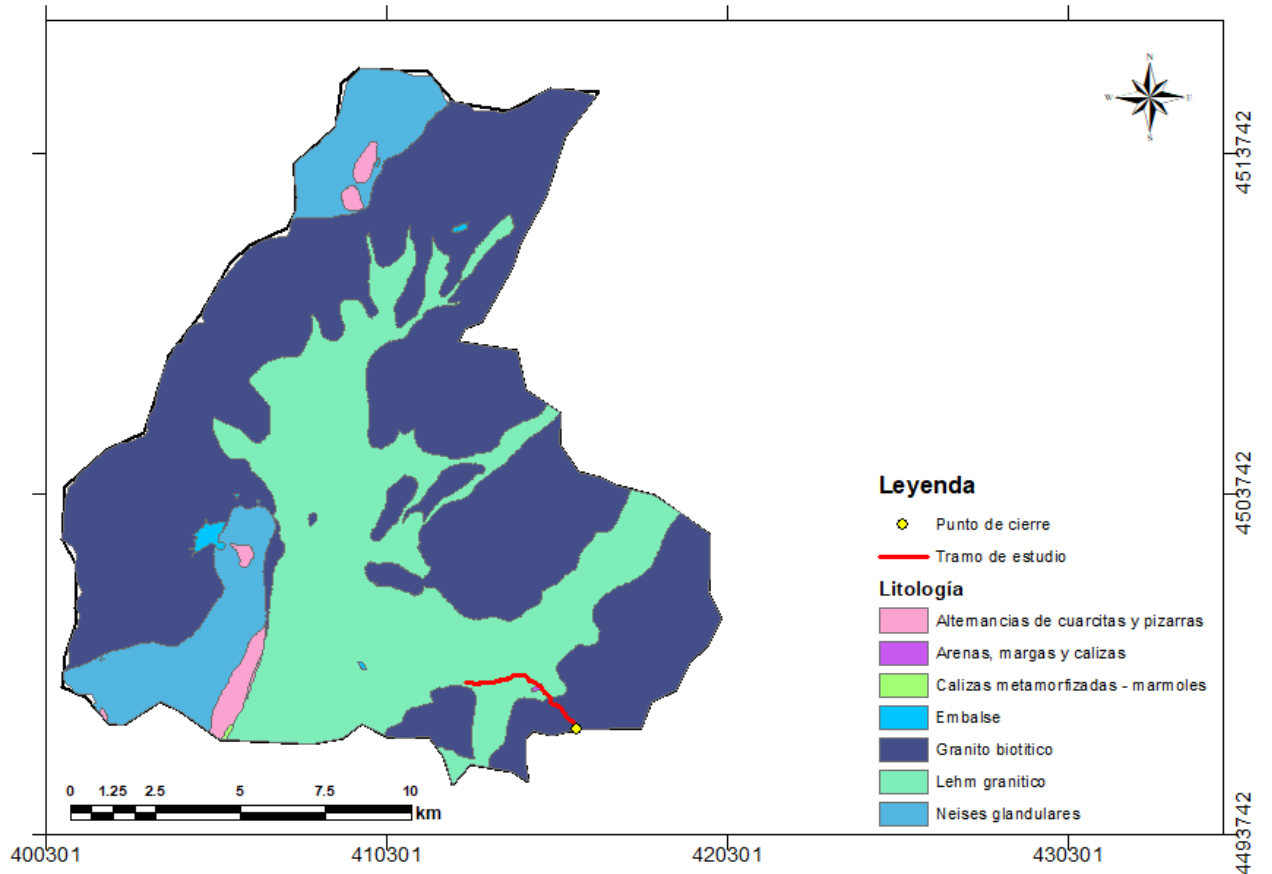 N
W E
S
4513742
4503742
4493742
Leyenda
Punto de cierre
Tramo de estudio
Litología
Alternancias de cuarcitas y pizarras
Arenas, margas y calizas
Calizas metamorfizadas - marmoles
Embalse
Granito biotitico
Lehm granitico
Neises glandulares
0 1.25 2.5 5 7.5 10
km
400301 410301 420301 430301